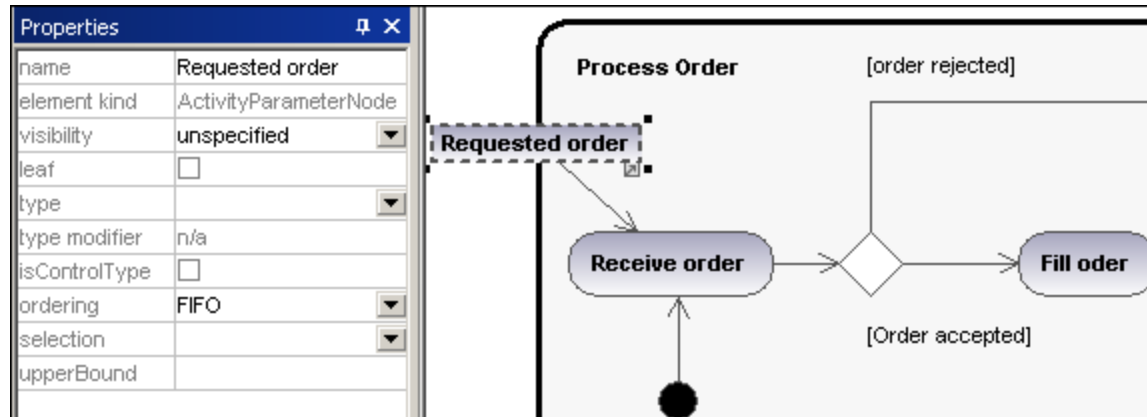 Properties
name Requested order
element kind ActivityParameterNode
visibility unspecified
leaf
type
type modifier n/a
isControlType
ordering FIFO
selection
upperBound
Process Order
[order rejected]
Requested order
Receive order
Fill oder
[Order accepted]